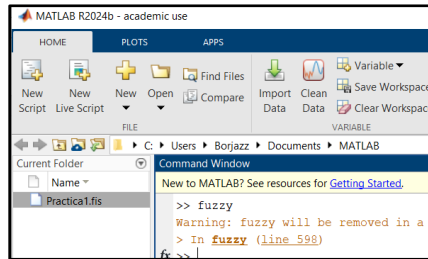 MATLAB R2024b - academic use
HOME PLOTS APPS
New Script
New Live Script
New
Open
Find Files
Compare
Import Data
Clean Data
Variable
Save Workspace
Clear Workspac
FILE VARIABLE
C: Users Borjazz Documents MATLAB
Current Folder
Command Window
Name
Practica1.fis
New to MATLAB? See resources for Getting Started.
>> fuzzy
Warning: fuzzy will be removed in a
> In fuzzy (line 598)
fx >>